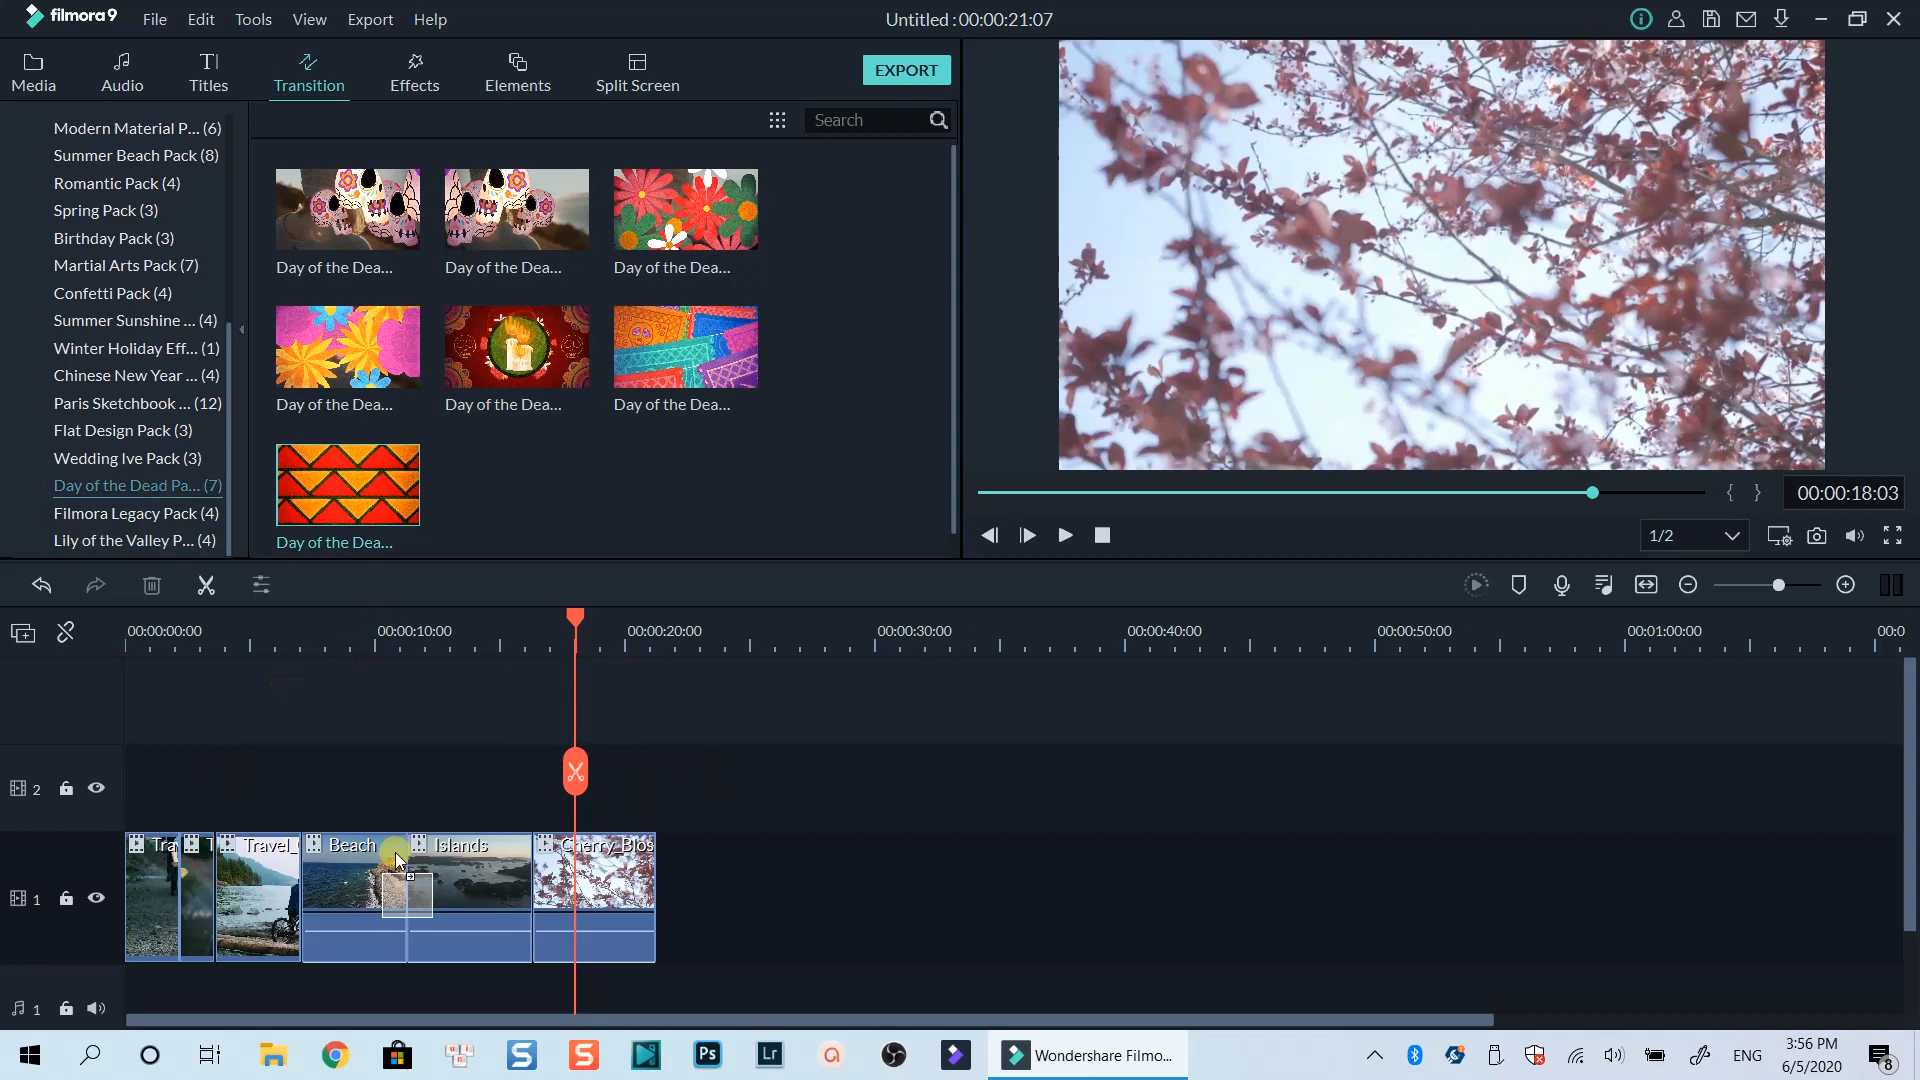 filmora9
File Edit Tools View Export Help
Untitled : 00:00:21:07
Media Audio Titles Transition Effects Elements Split Screen
EXPORT
Search
Modern Material P... (6)
Summer Beach Pack (8)
Romantic Pack (4)
Spring Pack (3)
Birthday Pack (3)
Martial Arts Pack (7)
Confetti Pack (4)
Summer Sunshine ... (4)
Winter Holiday Eff... (1)
Chinese New Year ... (4)
Paris Sketchbook ... (12)
Flat Design Pack (3)
Wedding Ive Pack (3)
Day of the Dead Pa... (7)
Filmora Legacy Pack (4)
Lily of the Valley P... (4)
Day of the Dea... Day of the Dea... Day of the Dea...
Day of the Dea... Day of the Dea... Day of the Dea...
Day of the Dea...
{ } 00:00:18:03
1/2
00:00:00:00 00:00:10:00 00:00:20:00 00:00:30:00 00:00:40:00 00:00:50:00 00:01:00:00 00:0
2
Tra T Travel_ Beach Islands Cherry_Blos
1
1
S S Ps Lr
Wondershare Filmo...
ENG
3:56 PM
6/5/2020
8